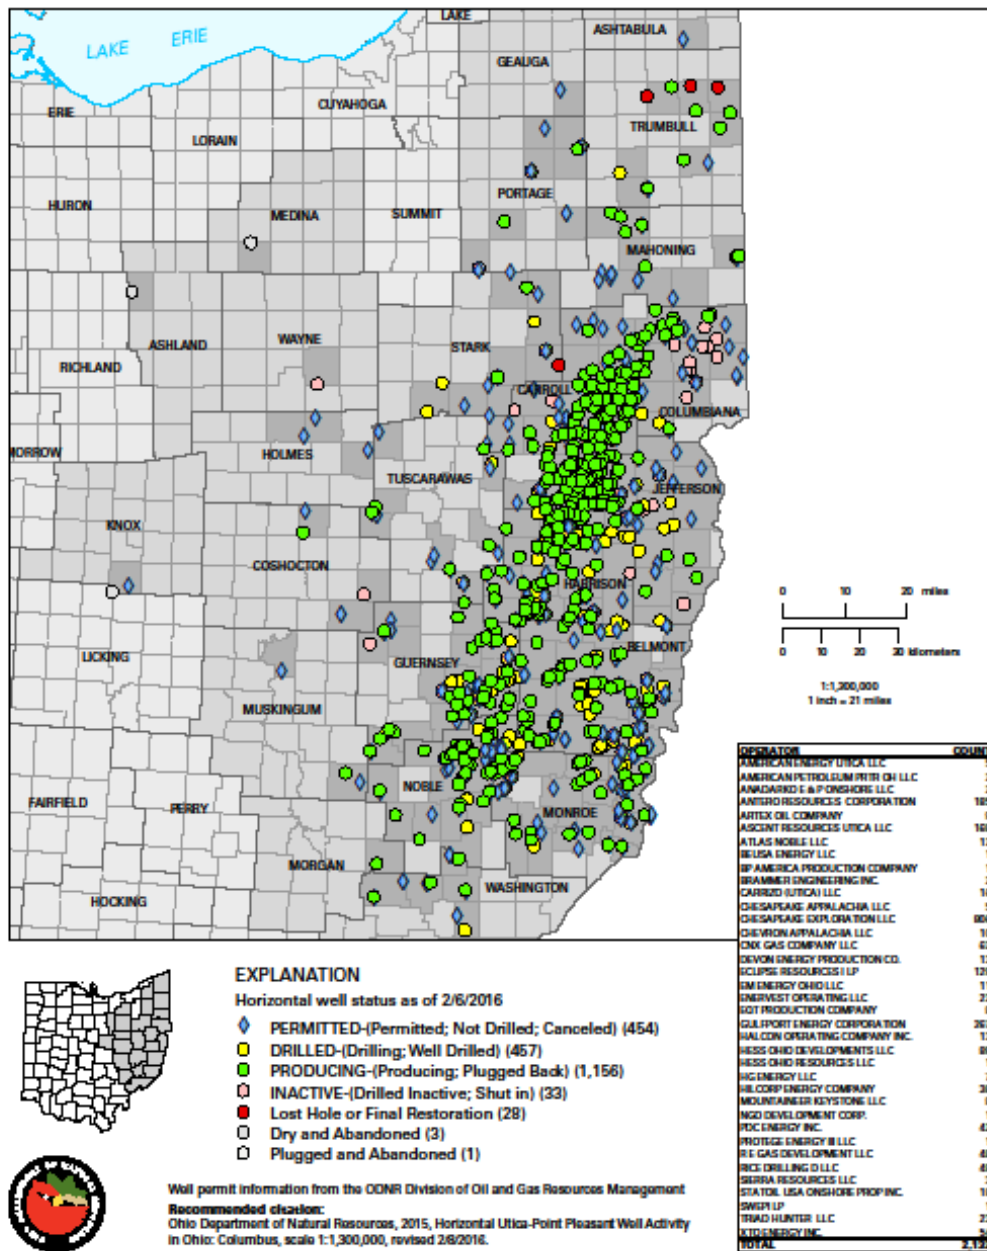 LAKE
ASHTABULA
LAKE ERIE
GEAUGA
CUYAHOGA
ERIE
TRUMBULL
LORAIN
PORTAGE
HURON
MEDINA
SUMMIT
MAHONING
ASHLAND
WAYNE
STARK
RICHLAND
CARROLL
COLUMBIANA
HOLMES
TUSCARAWAS
JEFFERSON
KNOX
COSHOCTON
HARRISON
LICKING
GUERNSEY
BELMONT
MUSKINGUM
FAIRFIELD
PERRY
NOBLE
MONROE
MORGAN
WASHINGTON
HOCKING
0 10 20 miles
0 10 20 30 kilometers
1:1,300,000
1 inch = 21 miles
OPERATOR
AMERICAN ENERGY UTICA LLC
AMERICAN PETROLEUM PRTR OH LLC
ANADARKO E & P ONSHORE LLC
ANTERO RESOURCES CORPORATION
ARTEX OIL COMPANY
ASCENT RESOURCES UTICA LLC
ATLAS NOBLE LLC
BEUSA ENERGY LLC
BP AMERICA PRODUCTION COMPANY
BRAMMER ENGINEERING INC.
CARRIZO (UTICA) LLC
CHESAPEAKE APPALACHIA LLC
CHESAPEAKE EXPLORATION LLC
CHEVRON APPALACHIA LLC
CNX GAS COMPANY LLC
DEVON ENERGY PRODUCTION CO.
ECLIPSE RESOURCES I LP
EM ENERGY OHIO LLC
ENERVEST OPERATING LLC
EQT PRODUCTION COMPANY
GULFPORT ENERGY CORPORATION
HALCON OPERATING COMPANY INC.
HESS OHIO DEVELOPMENTS LLC
HESS OHIO RESOURCES LLC
HG ENERGY LLC
HILCORP ENERGY COMPANY
MOUNTAINEER KEYSTONE LLC
NGO DEVELOPMENT CORP.
PDC ENERGY INC.
PROTEGE ENERGY III LLC
R E GAS DEVELOPMENT LLC
RICE DRILLING D LLC
SIERRA RESOURCES LLC
STATOIL USA ONSHORE PROP INC.
SWEPI LP
TRIAD HUNTER LLC
XTO ENERGY INC.
TOTAL
EXPLANATION
Horizontal well status as of 2/6/2016
PERMITTED-(Permitted; Not Drilled; Canceled) (454)
DRILLED-(Drilling; Well Drilled) (457)
PRODUCING-(Producing; Plugged Back) (1,156)
INACTIVE-(Drilled Inactive; Shut in) (33)
Lost Hole or Final Restoration (28)
Dry and Abandoned (3)
Plugged and Abandoned (1)
Well permit information from the ODNR Division of Oil and Gas Resources Management
Recommended citation:
Ohio Department of Natural Resources, 2015, Horizontal Utica-Point Pleasant Well Activity
in Ohio: Columbus, scale 1:1,300,000, revised 2/8/2016.